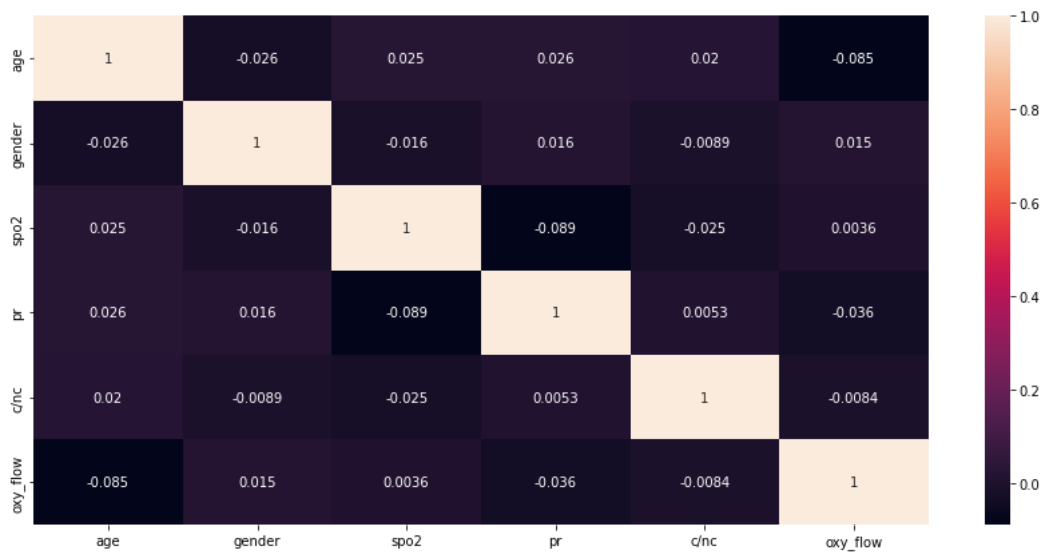 age 1 -0.026 0.025 0.026 0.02 -0.085
gender -0.026 1 -0.016 0.016 -0.0089 0.015
spo2 0.025 -0.016 1 -0.089 -0.025 0.0036
pr 0.026 0.016 -0.089 1 0.0053 -0.036
c/nc 0.02 -0.0089 -0.025 0.0053 1 -0.0084
oxy_flow -0.085 0.015 0.0036 -0.036 -0.0084 1
age gender spo2 pr c/nc oxy_flow
1.0
0.8
0.6
0.4
0.2
0.0